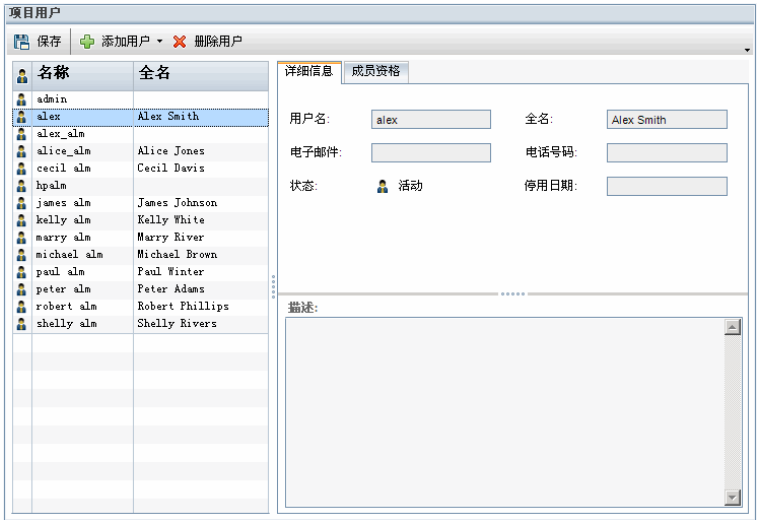 项目用户
保存 添加用户 删除用户
名称 全名
admin
alex Alex Smith
alex_alm
alice_alm Alice Jones
cecil alm Cecil Davis
hpalm
james alm James Johnson
kelly alm Kelly White
marry alm Marry River
michael alm Michael Brown
paul alm Paul Winter
peter alm Peter Adams
robert alm Robert Phillips
shelly alm Shelly Rivers
详细信息 成员资格
用户名: alex 全名: Alex Smith
电子邮件: 电话号码:
状态: 活动 停用日期:
描述: